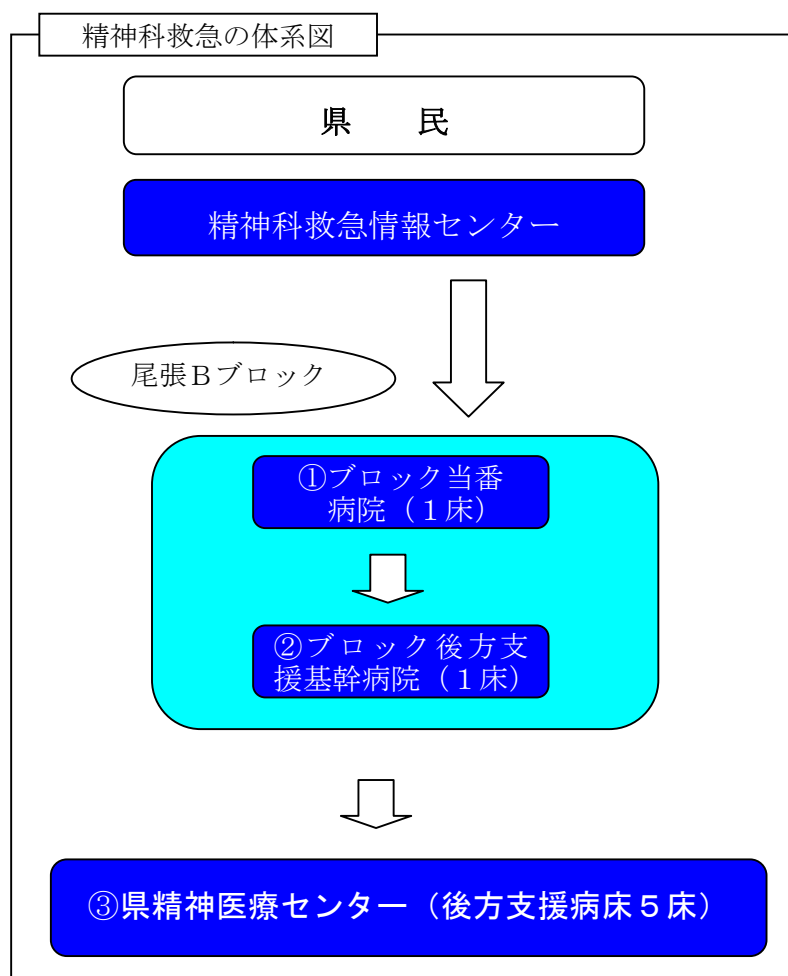 精神科救急の体系図
県　　民
精神科救急情報センター
尾張Ｂブロック
①ブロック当番
病院（１床）
②ブロック後方支
援基幹病院（１床）
③県精神医療センター（後方支援病床５床）